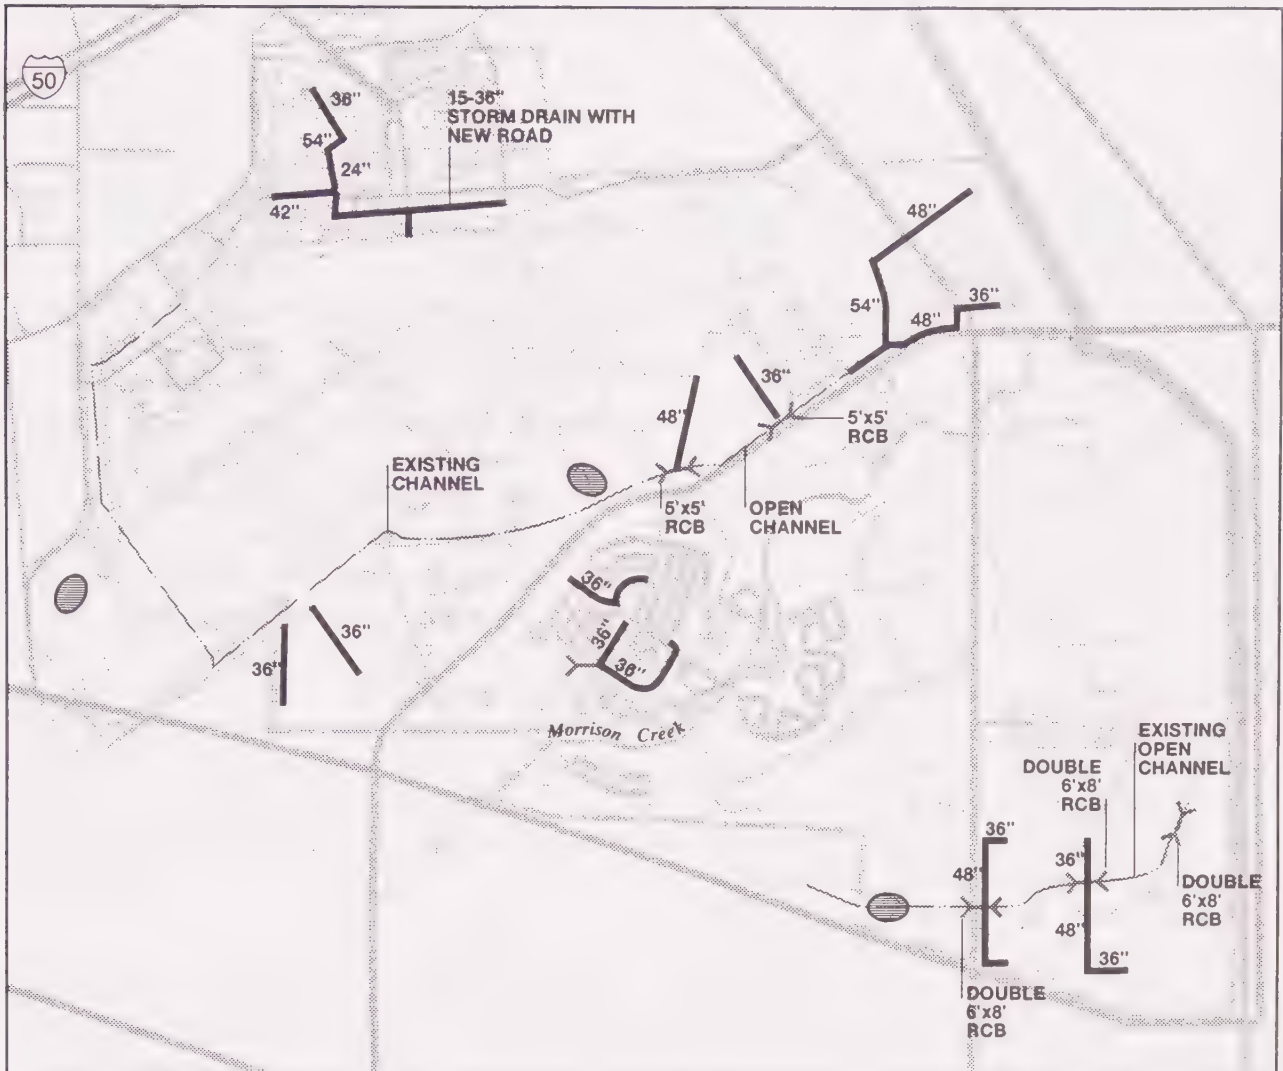 50
36"
15-36"
STORM DRAIN WITH
NEW ROAD
54"
24"
42"
48"
54"
36"
48"
36"
48"
5'x5'
RCB
EXISTING
CHANNEL
5'x5'
RCB
OPEN
CHANNEL
36"
36"
36"
36"
36"
Morrison Creek
EXISTING
OPEN
CHANNEL
DOUBLE
6'x8'
RCB
36"
36"
48"
DOUBLE
6'x8'
RCB
48"
36"
DOUBLE
6'x8'
RCB